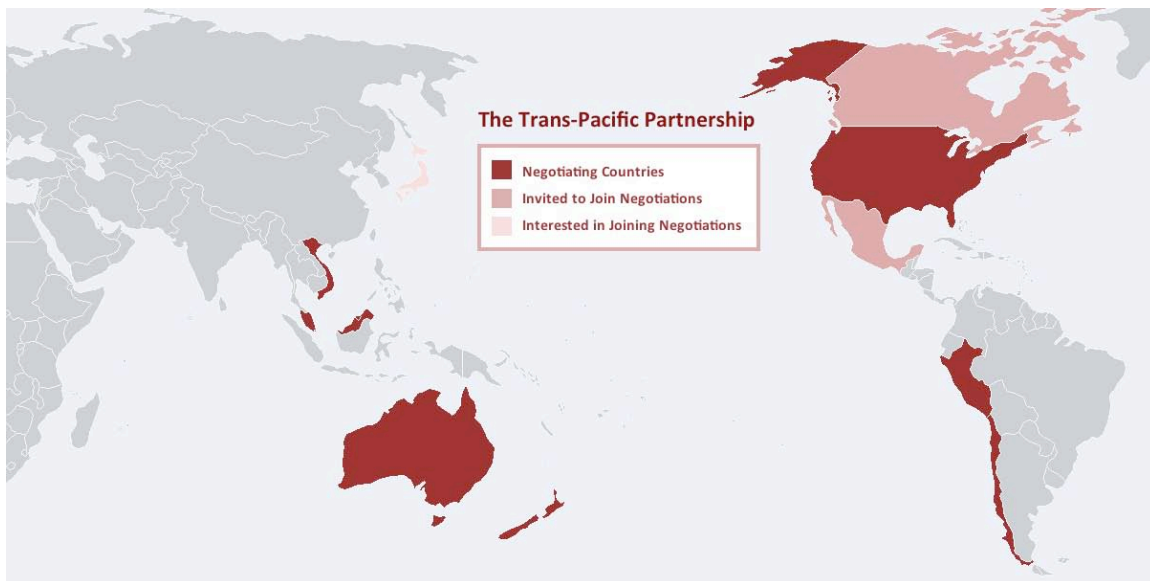 The Trans-Pacific Partnership
Negotiating Countries
Invited to Join Negotiations
Interested in Joining Negotiations